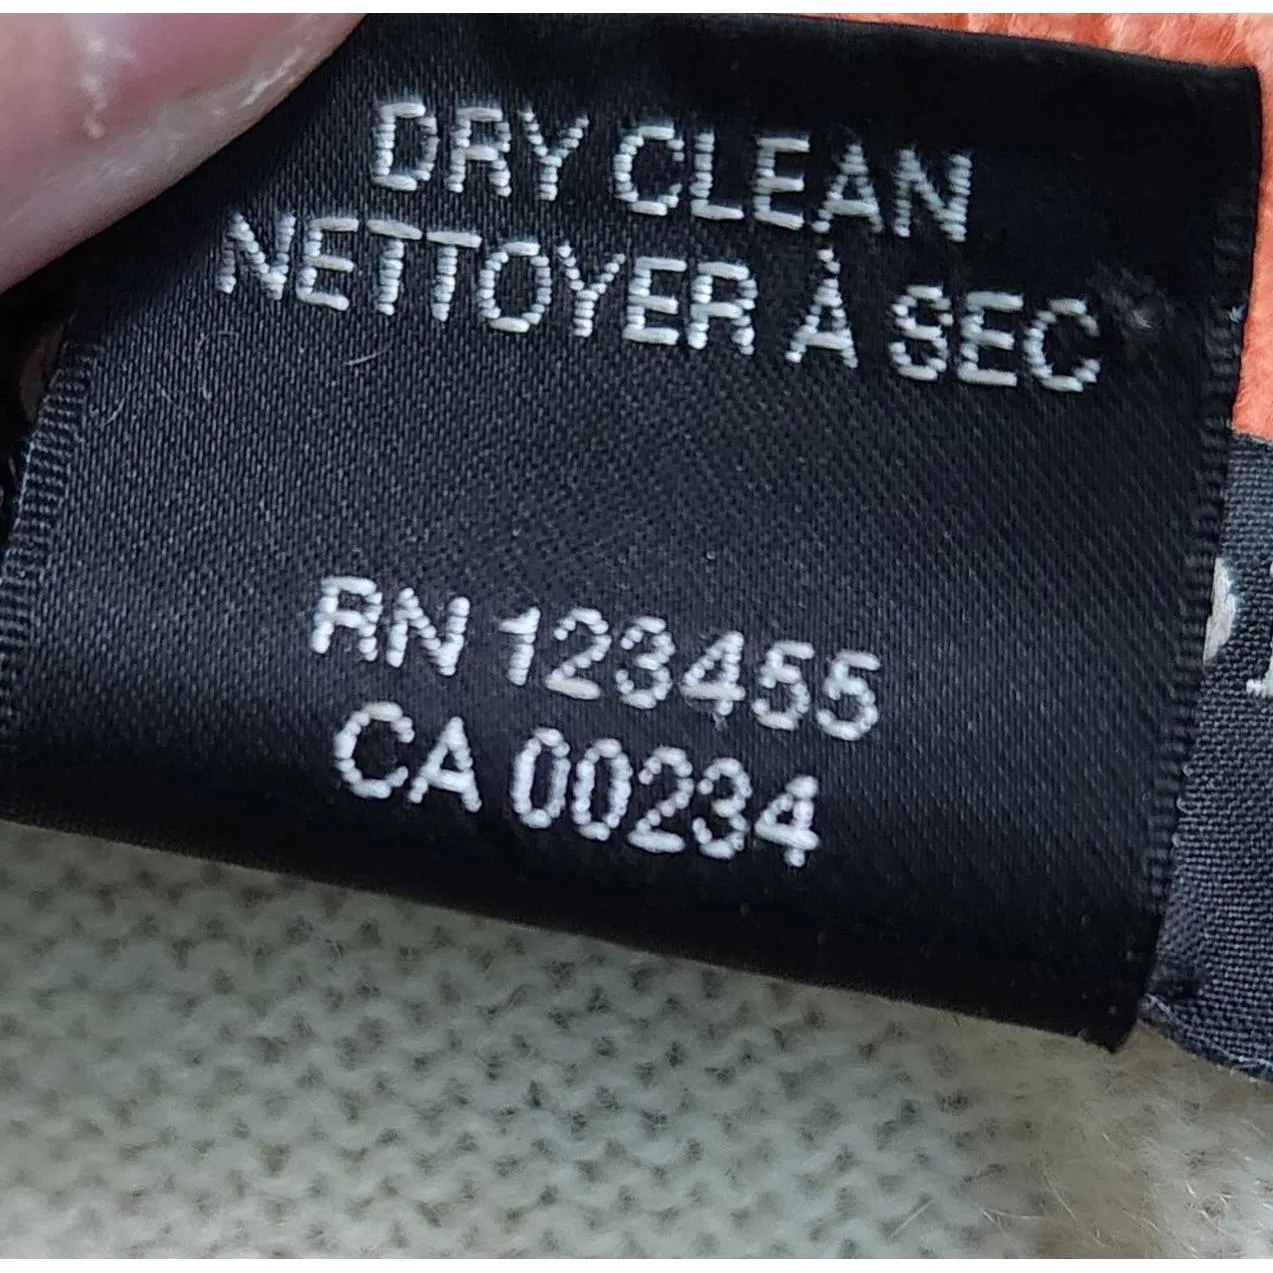 DRY CLEAN
NETTOYER À SEC
RN 123455
CA 00234